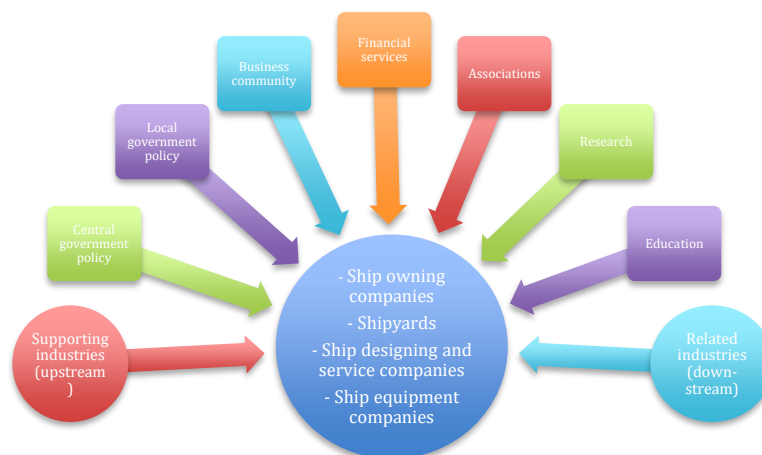 Financial
services
Business
community
Associations
Local
government
policy
Research
Central
government
policy
Education
- Ship owning
companies
- Shipyards
- Ship designing and
service companies
- Ship equipment
companies
Supporting
industries
(upstream
)
Related
industries
(down-
stream)